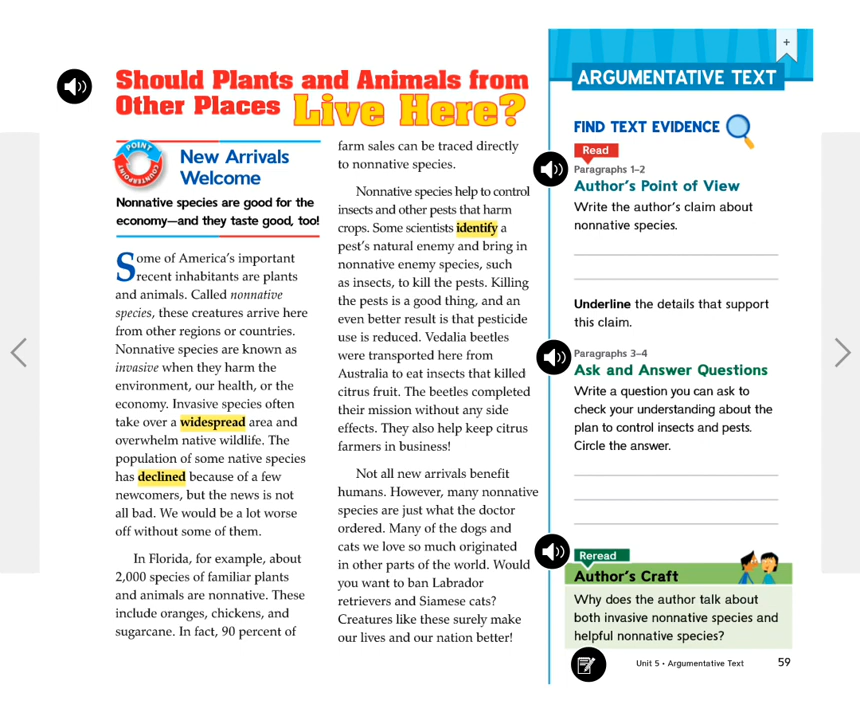 Should Plants and Animals from
Other Places Live Here?
POINT
COUNTERPOINT
New Arrivals
Welcome
Nonnative species are good for the
economy—and they taste good, too!
Some of America's important
recent inhabitants are plants
and animals. Called nonnative
species, these creatures arrive here
from other regions or countries.
Nonnative species are known as
invasive when they harm the
environment, our health, or the
economy. Invasive species often
take over a widespread area and
overwhelm native wildlife. The
population of some native species
has declined because of a few
newcomers, but the news is not
all bad. We would be a lot worse
off without some of them.
In Florida, for example, about
2,000 species of familiar plants
and animals are nonnative. These
include oranges, chickens, and
sugarcane. In fact, 90 percent of
farm sales can be traced directly
to nonnative species.
Nonnative species help to control
insects and other pests that harm
crops. Some scientists identify a
pest's natural enemy and bring in
nonnative enemy species, such
as insects, to kill the pests. Killing
the pests is a good thing, and an
even better result is that pesticide
use is reduced. Vedalia beetles
were transported here from
Australia to eat insects that killed
citrus fruit. The beetles completed
their mission without any side
effects. They also help keep citrus
farmers in business!
Not all new arrivals benefit
humans. However, many nonnative
species are just what the doctor
ordered. Many of the dogs and
cats we love so much originated
in other parts of the world. Would
you want to ban Labrador
retrievers and Siamese cats?
Creatures like these surely make
our lives and our nation better!
+
ARGUMENTATIVE TEXT
FIND TEXT EVIDENCE
Read
Paragraphs 1–2
Author's Point of View
Write the author's claim about
nonnative species.
Underline the details that support
this claim.
Paragraphs 3–4
Ask and Answer Questions
Write a question you can ask to
check your understanding about the
plan to control insects and pests.
Circle the answer.
Reread
Author's Craft
Why does the author talk about
both invasive nonnative species and
helpful nonnative species?
Unit 5 • Argumentative Text 59